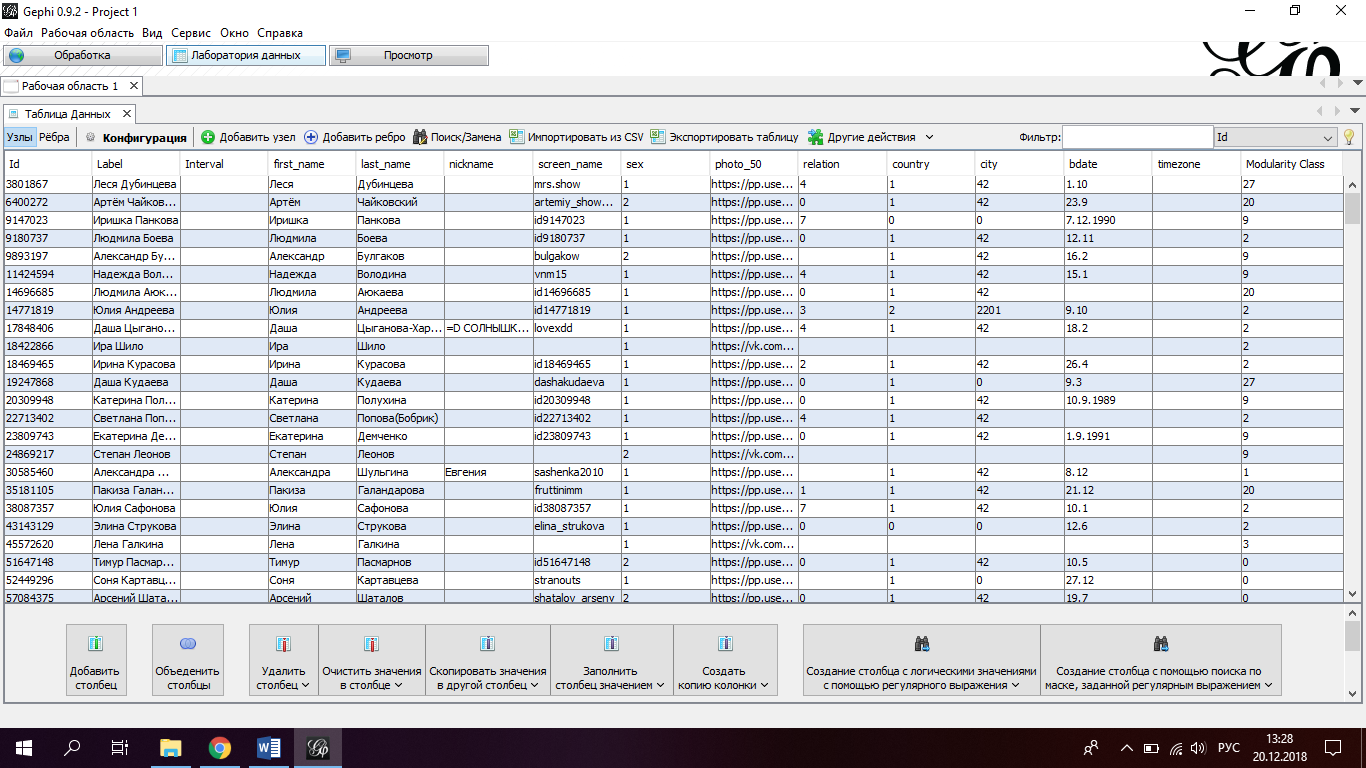 Gephi 0.9.2 - Project 1
Файл Рабочая область Вид Сервис Окно Справка
Обработка Лаборатория данных Просмотр
Рабочая область 1
Таблица Данных
Узлы Рёбра Конфигурация Добавить узел Добавить ребро Поиск/Замена Импортировать из CSV Экспортировать таблицу Другие действия Фильтр: Id
Id Label Interval first_name last_name nickname screen_name sex photo_50 relation country city bdate timezone Modularity Class
3801867 Леся Дубинцева Леся Дубинцева mrs.show 1 https://pp.use... 4 1 42 1.10 27
6400272 Артём Чайков... Артём Чайковский artemiy_show... 2 https://pp.use... 0 1 42 23.9 20
9147023 Иришка Панкова Иришка Панкова id9147023 1 https://pp.use... 7 0 0 7.12.1990 9
9180737 Людмила Боева Людмила Боева id9180737 1 https://pp.use... 0 1 42 12.11 2
9893197 Александр Бу... Александр Булгаков bulgakow 2 https://pp.use... 1 42 16.2 9
11424594 Надежда Вол... Надежда Володина vnm15 1 https://pp.use... 4 1 42 15.1 9
14696685 Людмила Аюк... Людмила Аюкаева id14696685 1 https://pp.use... 0 1 42 20
14771819 Юлия Андреева Юлия Андреева id14771819 1 https://pp.use... 3 2 2201 9.10 2
17848406 Даша Цыгано... Даша Цыганова-Хар... =D СОЛНЫШК... lovexdd 1 https://pp.use... 4 1 42 18.2 2
18422866 Ира Шило Ира Шило 1 https://vk.com... 2
18469465 Ирина Курасова Ирина Курасова id18469465 1 https://pp.use... 2 1 42 26.4 2
19247868 Даша Кудаева Даша Кудаева dashakudaeva 1 https://pp.use... 1 0 9.3 27
20309948 Катерина Пол... Катерина Полухина id20309948 1 https://pp.use... 0 1 42 10.9.1989 9
22713402 Светлана Поп... Светлана Попова(Бобрик) id22713402 1 https://pp.use... 4 1 42 2
23809743 Екатерина Де... Екатерина Демченко id23809743 1 https://pp.use... 0 1 42 1.9.1991 9
24869217 Степан Леонов Степан Леонов 2 https://vk.com... 9
30585460 Александра ... Александра Шульгина Евгения sashenka2010 1 https://pp.use... 1 42 8.12 1
35181105 Пакиза Галан... Пакиза Галандарова fruttinimm 1 https://pp.use... 1 1 42 21.12 20
38087357 Юлия Сафонова Юлия Сафонова id38087357 1 https://pp.use... 7 1 42 10.1 2
43143129 Элина Струкова Элина Струкова elina_strukova 1 https://pp.use... 0 0 0 12.6 2
45572620 Лена Галкина Лена Галкина 1 https://vk.com... 3
51647148 Тимур Пасмар... Тимур Пасмарнов id51647148 2 https://pp.use... 0 1 42 10.5 0
52449296 Соня Картавц... Соня Картавцева stranouts 1 https://pp.use... 1 0 27.12 0
57084375 Арсений Шата... Арсений Шаталов shatalov_arseny 2 https://pp.use... 0 1 42 19.7 0
Добавить столбец
Объеденить столбцы
Удалить столбец
Очистить значения в столбце
Скопировать значения в другой столбец
Заполнить столбец значением
Создать копию колонки
Создание столбца с логическими значениями с помощью регулярного выражения
Создание столбца с помощью поиска по маске, заданной регулярным выражением
РУС
13:28
20.12.2018